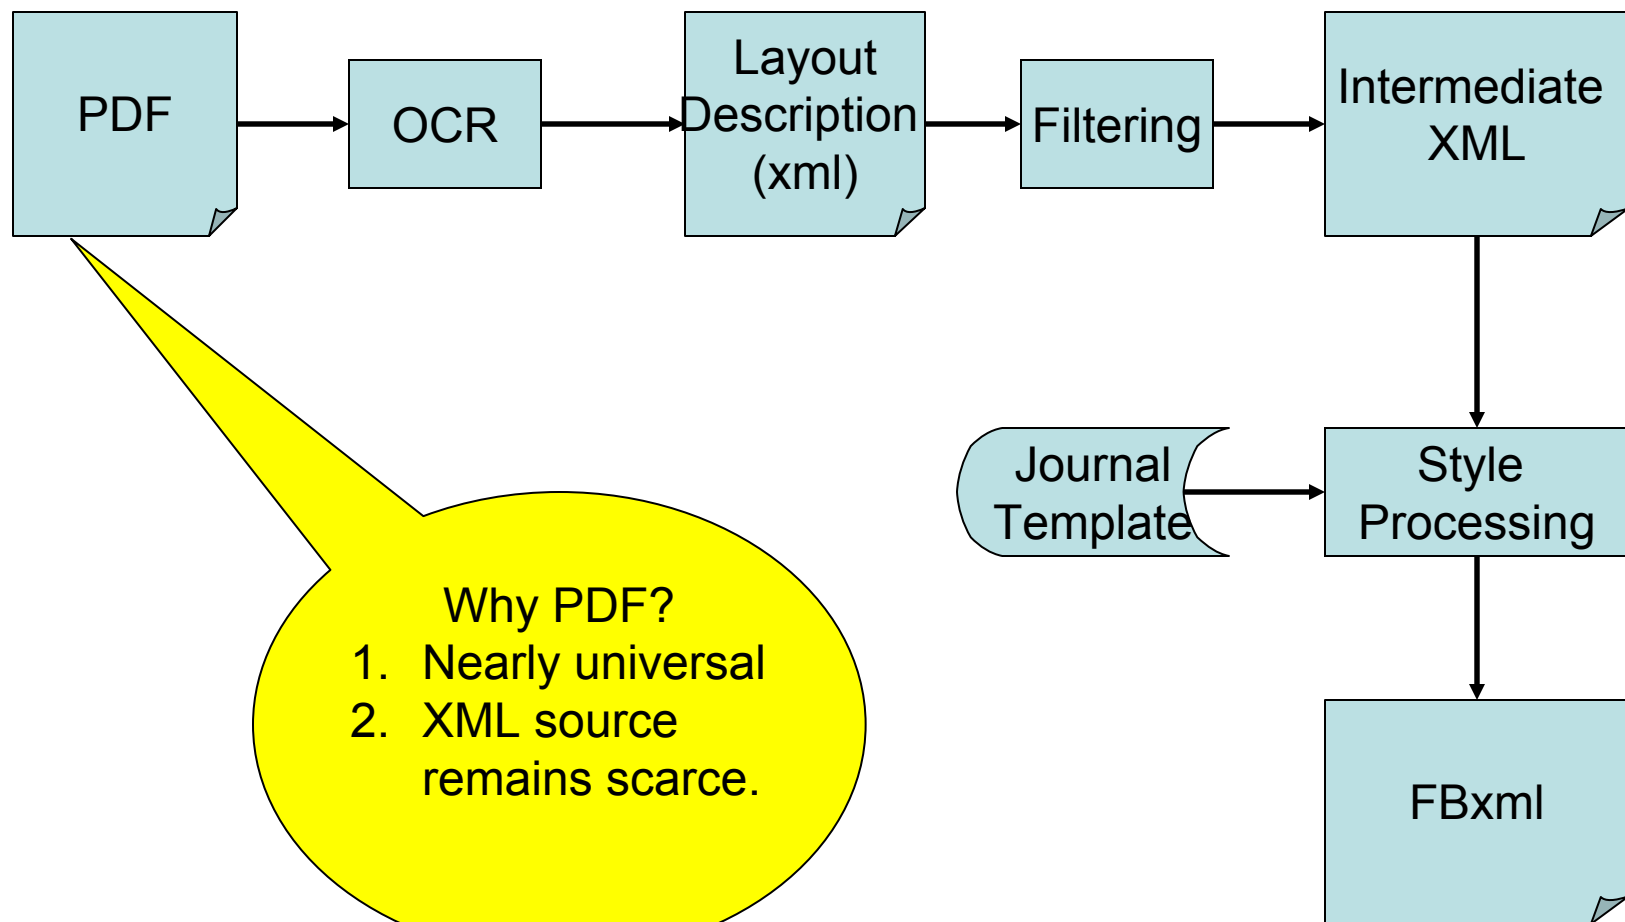 PDF
OCR
Layout
Description
(xml)
Filtering
Intermediate
XML
Journal
Template
Style
Processing
Why PDF?
1. Nearly universal
2. XML source
remains scarce.
FBxml